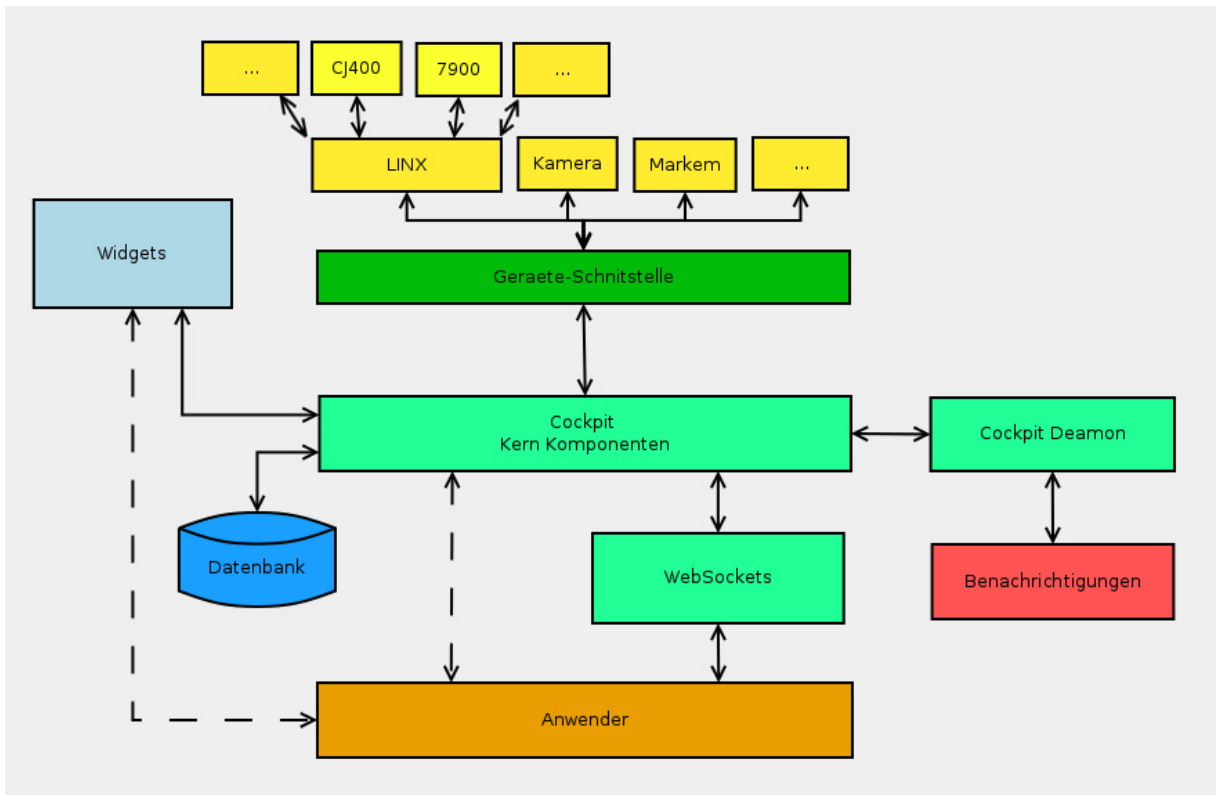 ...
CJ400
7900
...
LINX
Kamera
Markem
...
Widgets
Geraete-Schnitstelle
Cockpit
Kern Komponenten
Cockpit Deamon
Datenbank
WebSockets
Benachrichtigungen
Anwender